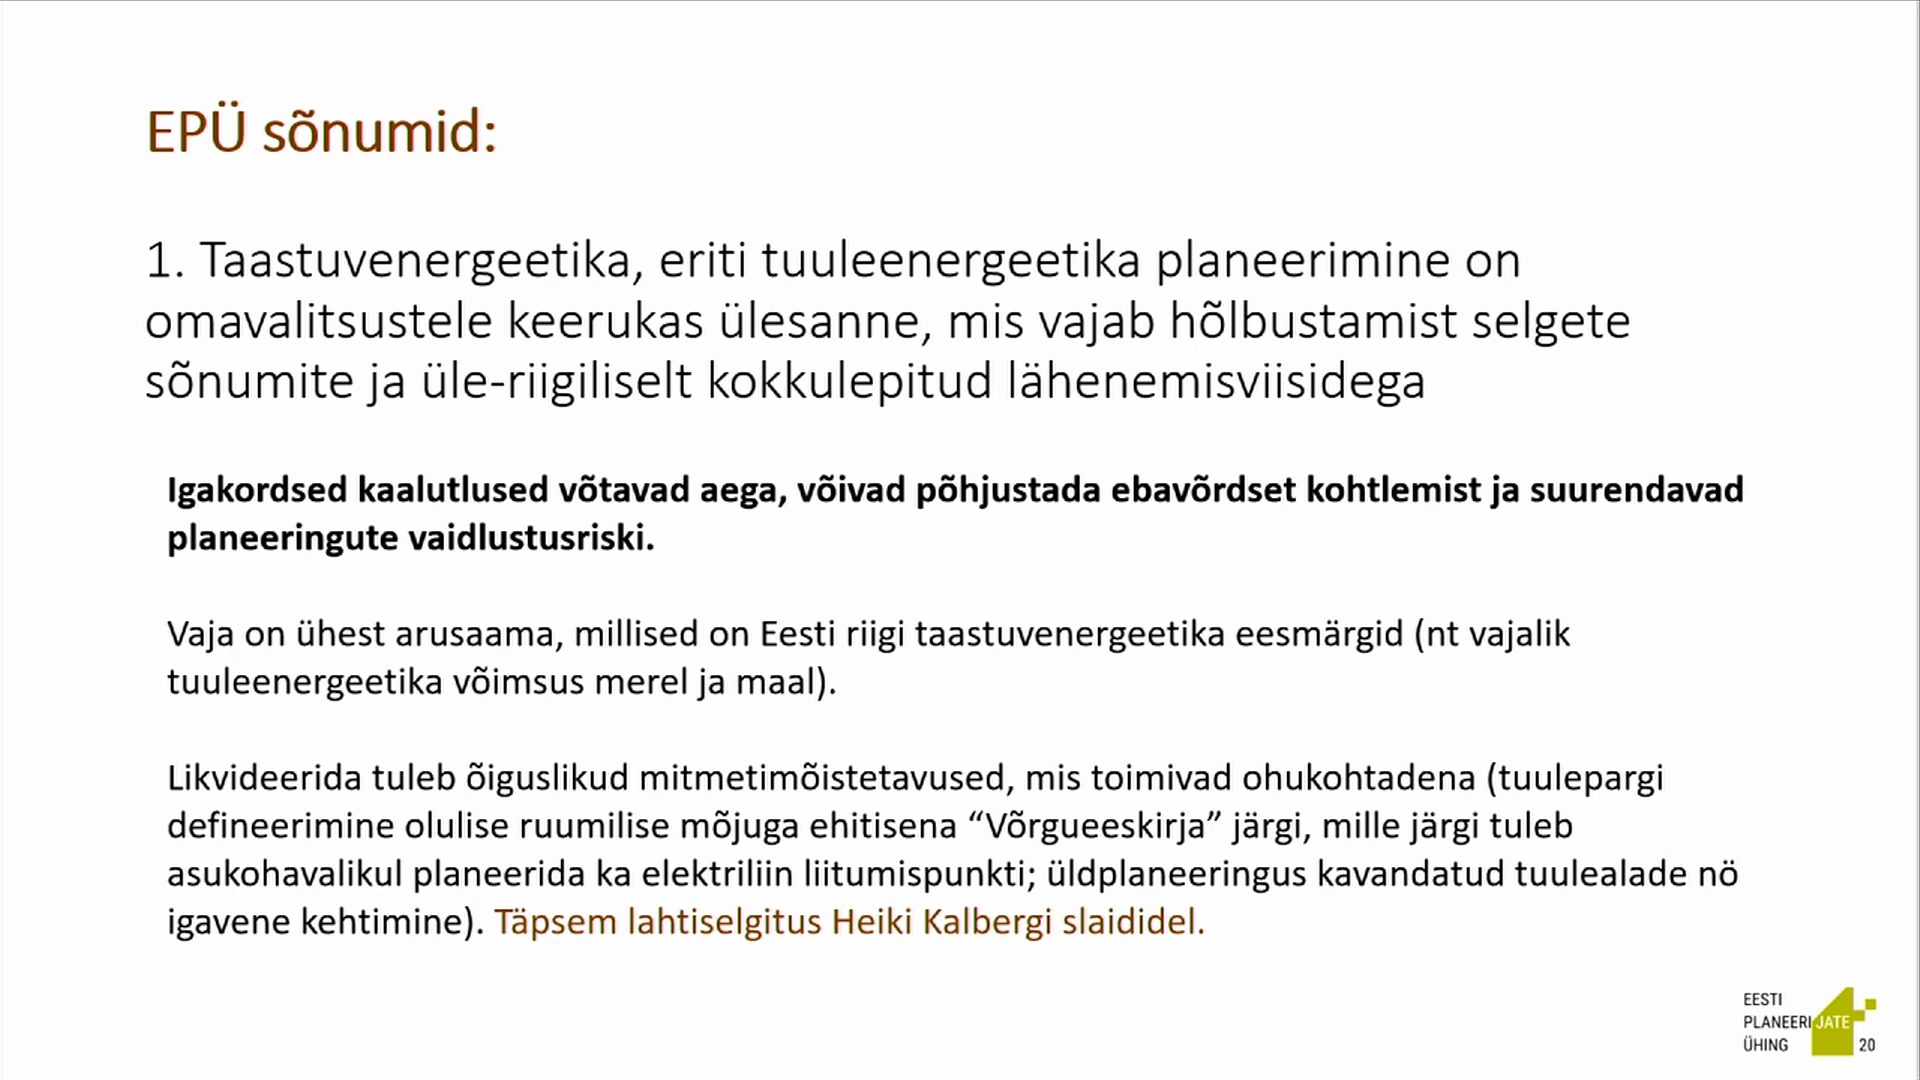 EPÜ sõnumid:
1. Taastuvenergeetika, eriti tuuleenergeetika planeerimine on
omavalitsustele keerukas ülesanne, mis vajab hõlbustamist selgete
sõnumite ja üle-riigiliselt kokkulepitud lähenemisviisidega
Igakordsed kaalutlused võtavad aega, võivad põhjustada ebavõrdset kohtlemist ja suurendavad
planeeringute vaidlustusriski.
Vaja on ühest arusaama, millised on Eesti riigi taastuvenergeetika eesmärgid (nt vajalik
tuuleenergeetika võimsus merel ja maal).
Likvideerida tuleb õiguslikud mitmetimõistetavused, mis toimivad ohukohtadena (tuulepargi
defineerimine olulise ruumilise mõjuga ehitisena “Võrgueeskirja” järgi, mille järgi tuleb
asukohavalikul planeerida ka elektriliin liitumispunkti; üldplaneeringus kavandatud tuulealade nö
igavene kehtimine). Täpsem lahtiselgitus Heiki Kalbergi slaididel.
EESTI
PLANEERIJATE
ÜHING 20